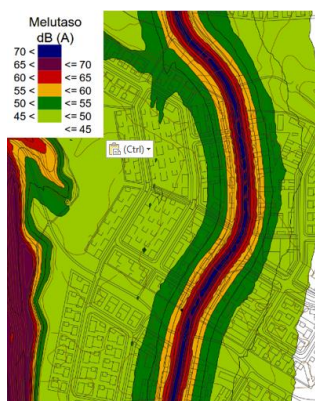 Melutaso
dB (A)
70 <
65 < <= 70
60 < <= 65
55 < <= 60
50 < <= 55
45 < <= 50
<= 45
(Ctrl)